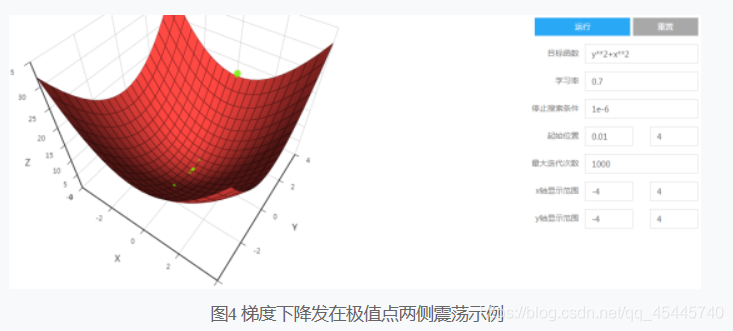 运行 重置
目标函数 y**2+x**2
学习率 0.7
停止搜索条件 1e-6
起始位置 0.01 4
最大迭代次数 1000
x轴显示范围 -4 4
y轴显示范围 -4 4
30
25
20
15
10
5
Z
-2
0
2
X
4
2
0
-2
Y
图4 梯度下降发在极值点两侧震荡示例
https://blog.csdn.net/qq_45445740